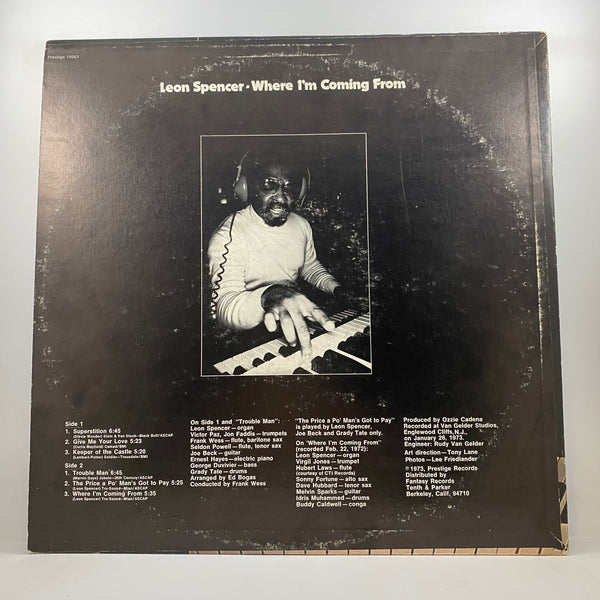 Prestige 10063
Leon Spencer • Where I'm Coming From
Side 1
1. Superstition 6:45
(Stevie Wonder) Stein & Van Stock—Black Bull/ASCAP
2. Give Me Your Love 5:23
(Curtis Mayfield) Camad/BMI
3. Keeper of the Castle 5:20
(Lambert-Potter) Soldier—Trousdale/BMI
Side 2
1. Trouble Man 6:45
(Marvin Gaye) Jobete—20th Century/ASCAP
2. The Price a Po' Man's Got to Pay 5:25
(Leon Spencer) Tru-Sound—Mian/ASCAP
3. Where I'm Coming From 5:35
(Leon Spencer) Tru-Sound—Mian/ASCAP
On Side 1 and "Trouble Man":
Leon Spencer—organ
Victor Paz, Jon Faddis—trumpets
Frank Wess—flute, baritone sax
Seldon Powell—flute, tenor sax
Joe Beck—guitar
Ernest Hayes—electric piano
George Duvivier—bass
Grady Tate—drums
Arranged by Ed Bogas
Conducted by Frank Wess
"The Price a Po' Man's Got to Pay"
is played by Leon Spencer,
Joe Beck and Grady Tate only.
On "Where I'm Coming From"
(recorded Feb. 22, 1972):
Leon Spencer—organ
Virgil Jones—trumpet
Hubert Laws—flute
(courtesy of CTI Records)
Sonny Fortune—alto sax
Dave Hubbard—tenor sax
Melvin Sparks—guitar
Idris Muhammed—drums
Buddy Caldwell—conga
Produced by Ozzie Cadena
Recorded at Van Gelder Studios,
Englewood Cliffs, N.J.,
on January 26, 1973.
Engineer: Rudy Van Gelder
Art direction—Tony Lane
Photos—Lee Friedlander
℗ 1973, Prestige Records
Distributed by
Fantasy Records
Tenth & Parker
Berkeley, Calif. 94710